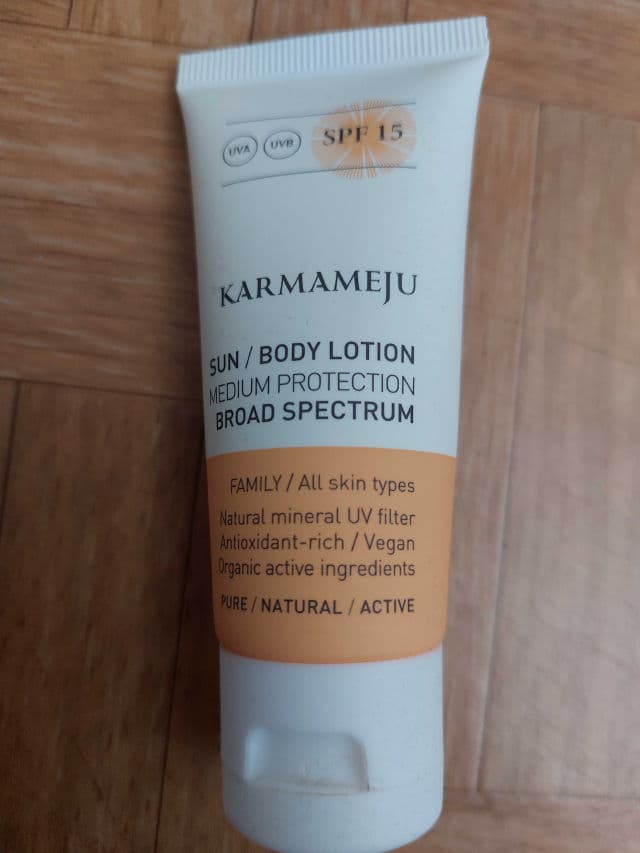 UVA UVB SPF 15
KARMAMEJU
SUN / BODY LOTION
MEDIUM PROTECTION
BROAD SPECTRUM
FAMILY / All skin types
Natural mineral UV filter
Antioxidant-rich / Vegan
Organic active ingredients
PURE / NATURAL / ACTIVE